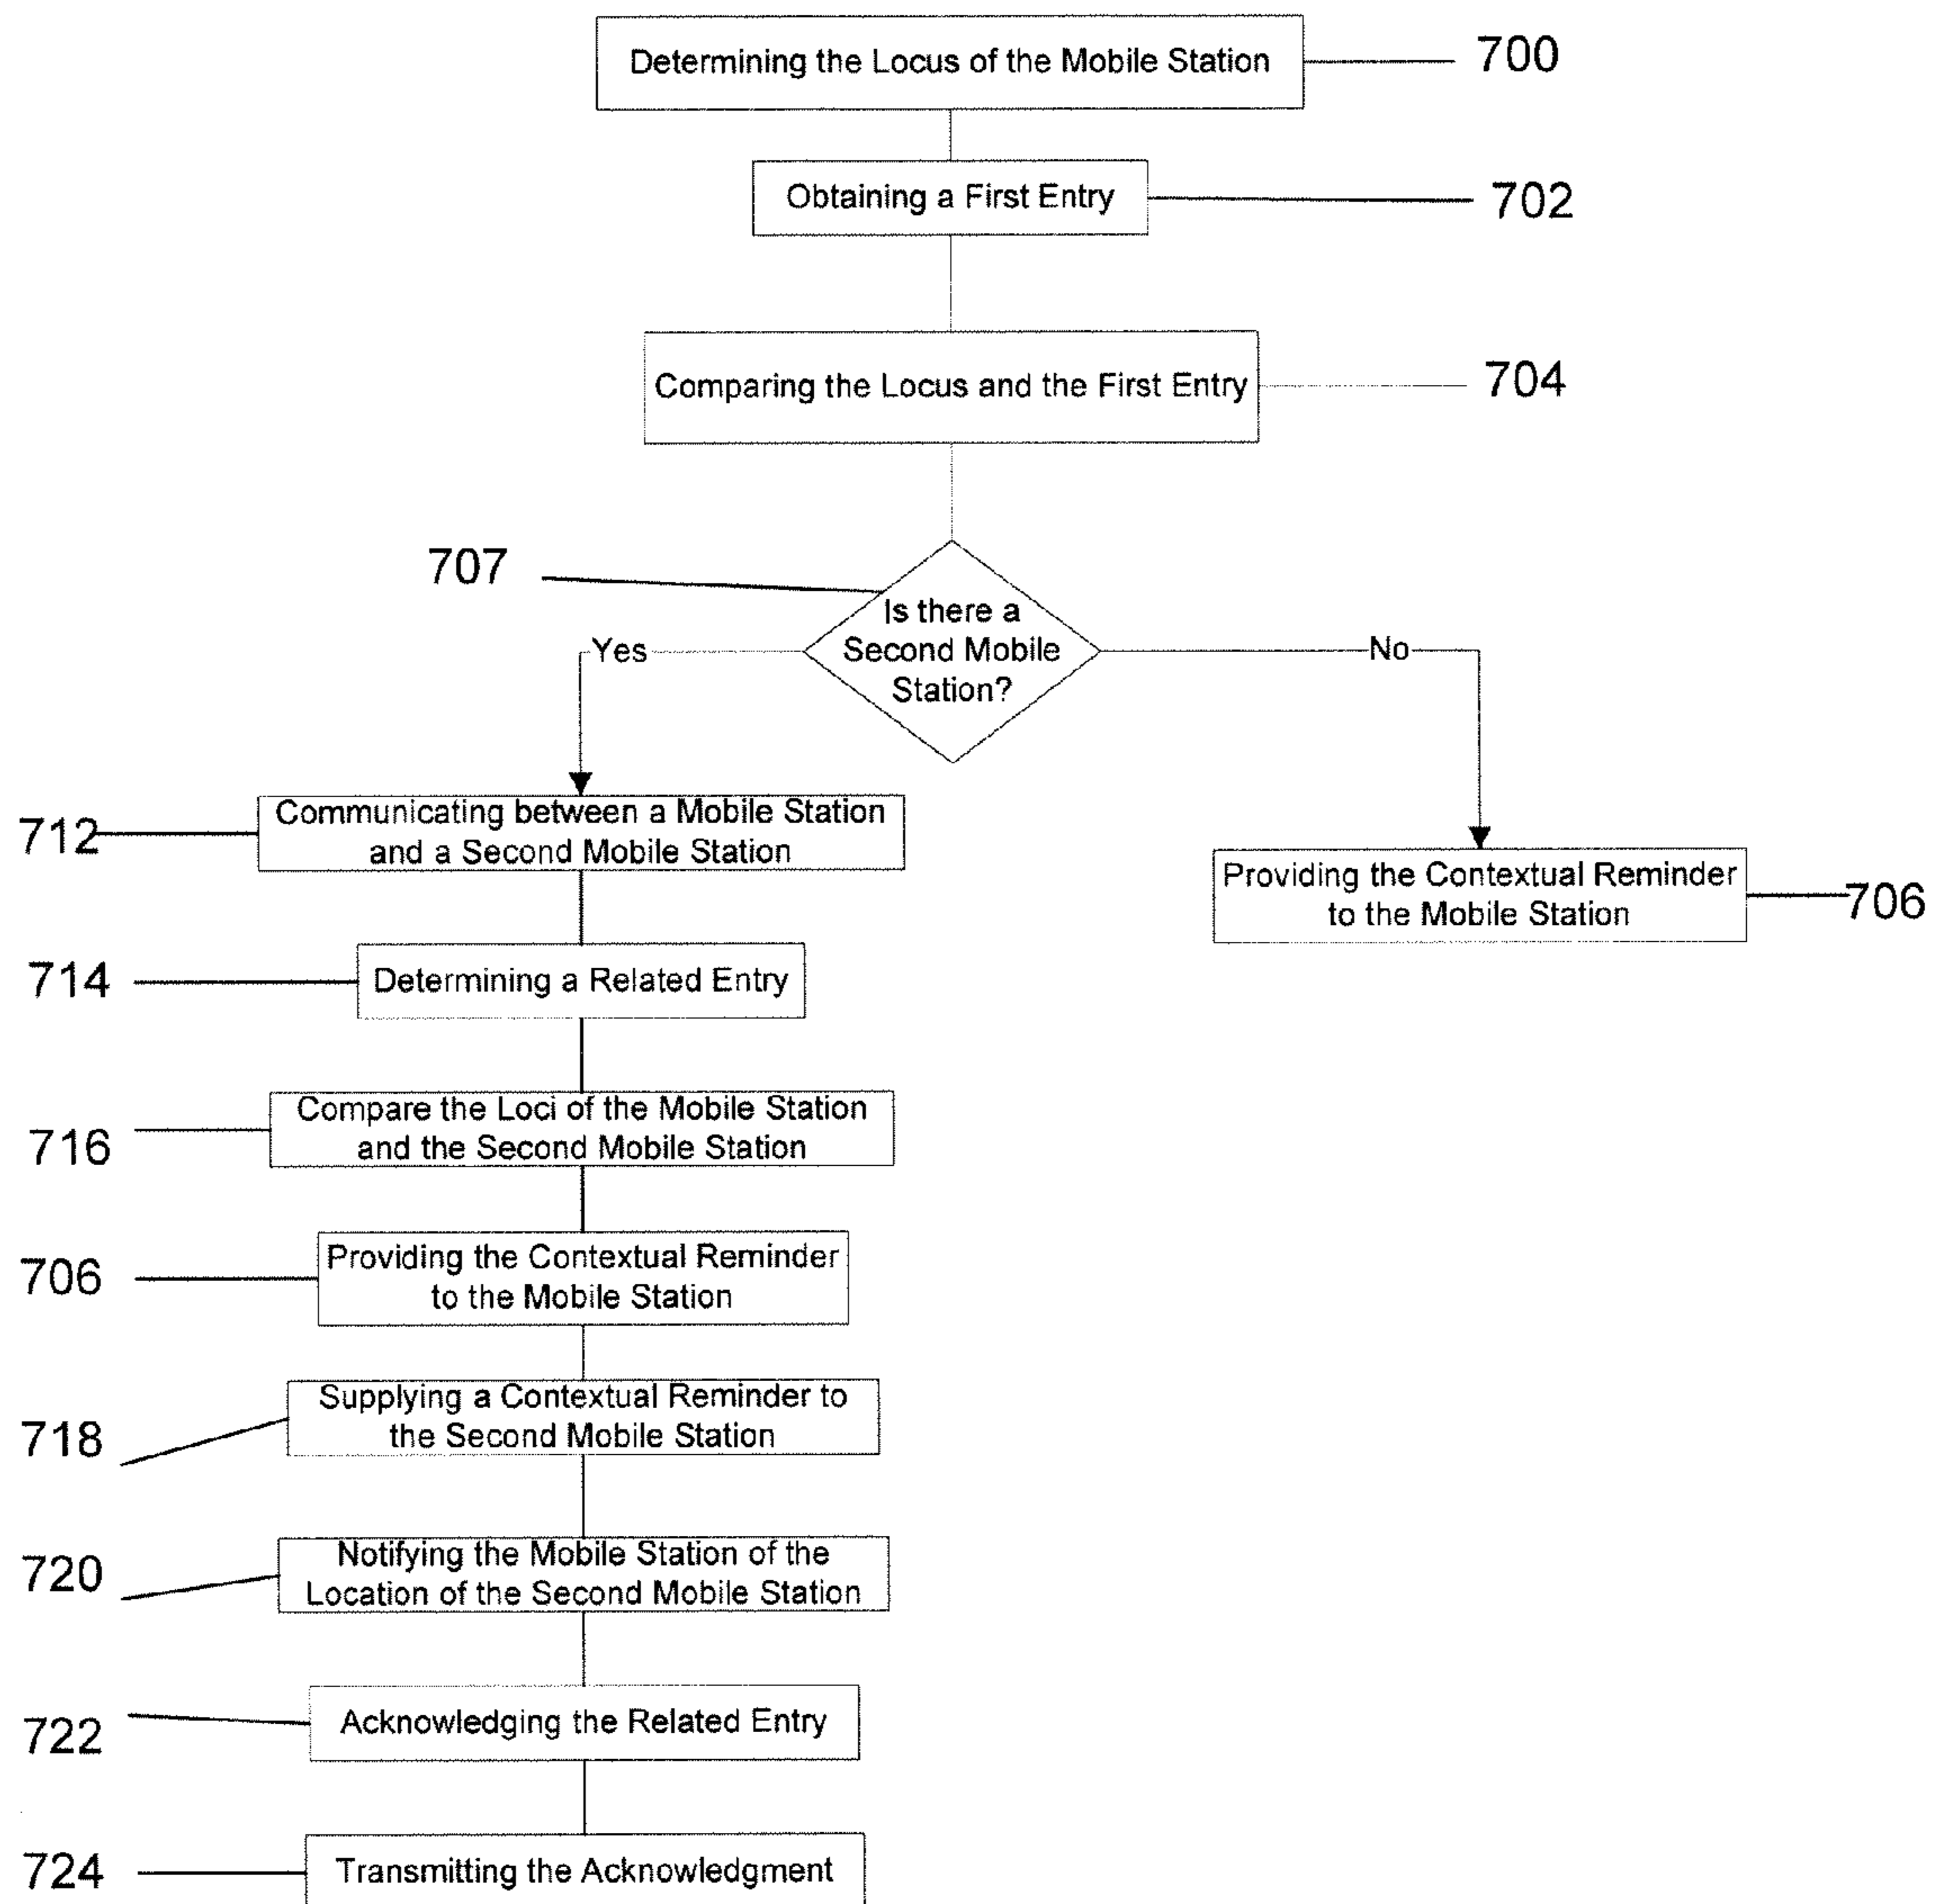 Determining the Locus of the Mobile Station
700
Obtaining a First Entry
702
Comparing the Locus and the First Entry
704
707
Is there a
Second Mobile
Station?
Yes
No
712
Communicating between a Mobile Station
and a Second Mobile Station
Providing the Contextual Reminder
to the Mobile Station
706
714
Determining a Related Entry
716
Compare the Loci of the Mobile Station
and the Second Mobile Station
706
Providing the Contextual Reminder
to the Mobile Station
718
Supplying a Contextual Reminder to
the Second Mobile Station
720
Notifying the Mobile Station of the
Location of the Second Mobile Station
722
Acknowledging the Related Entry
724
Transmitting the Acknowledgment